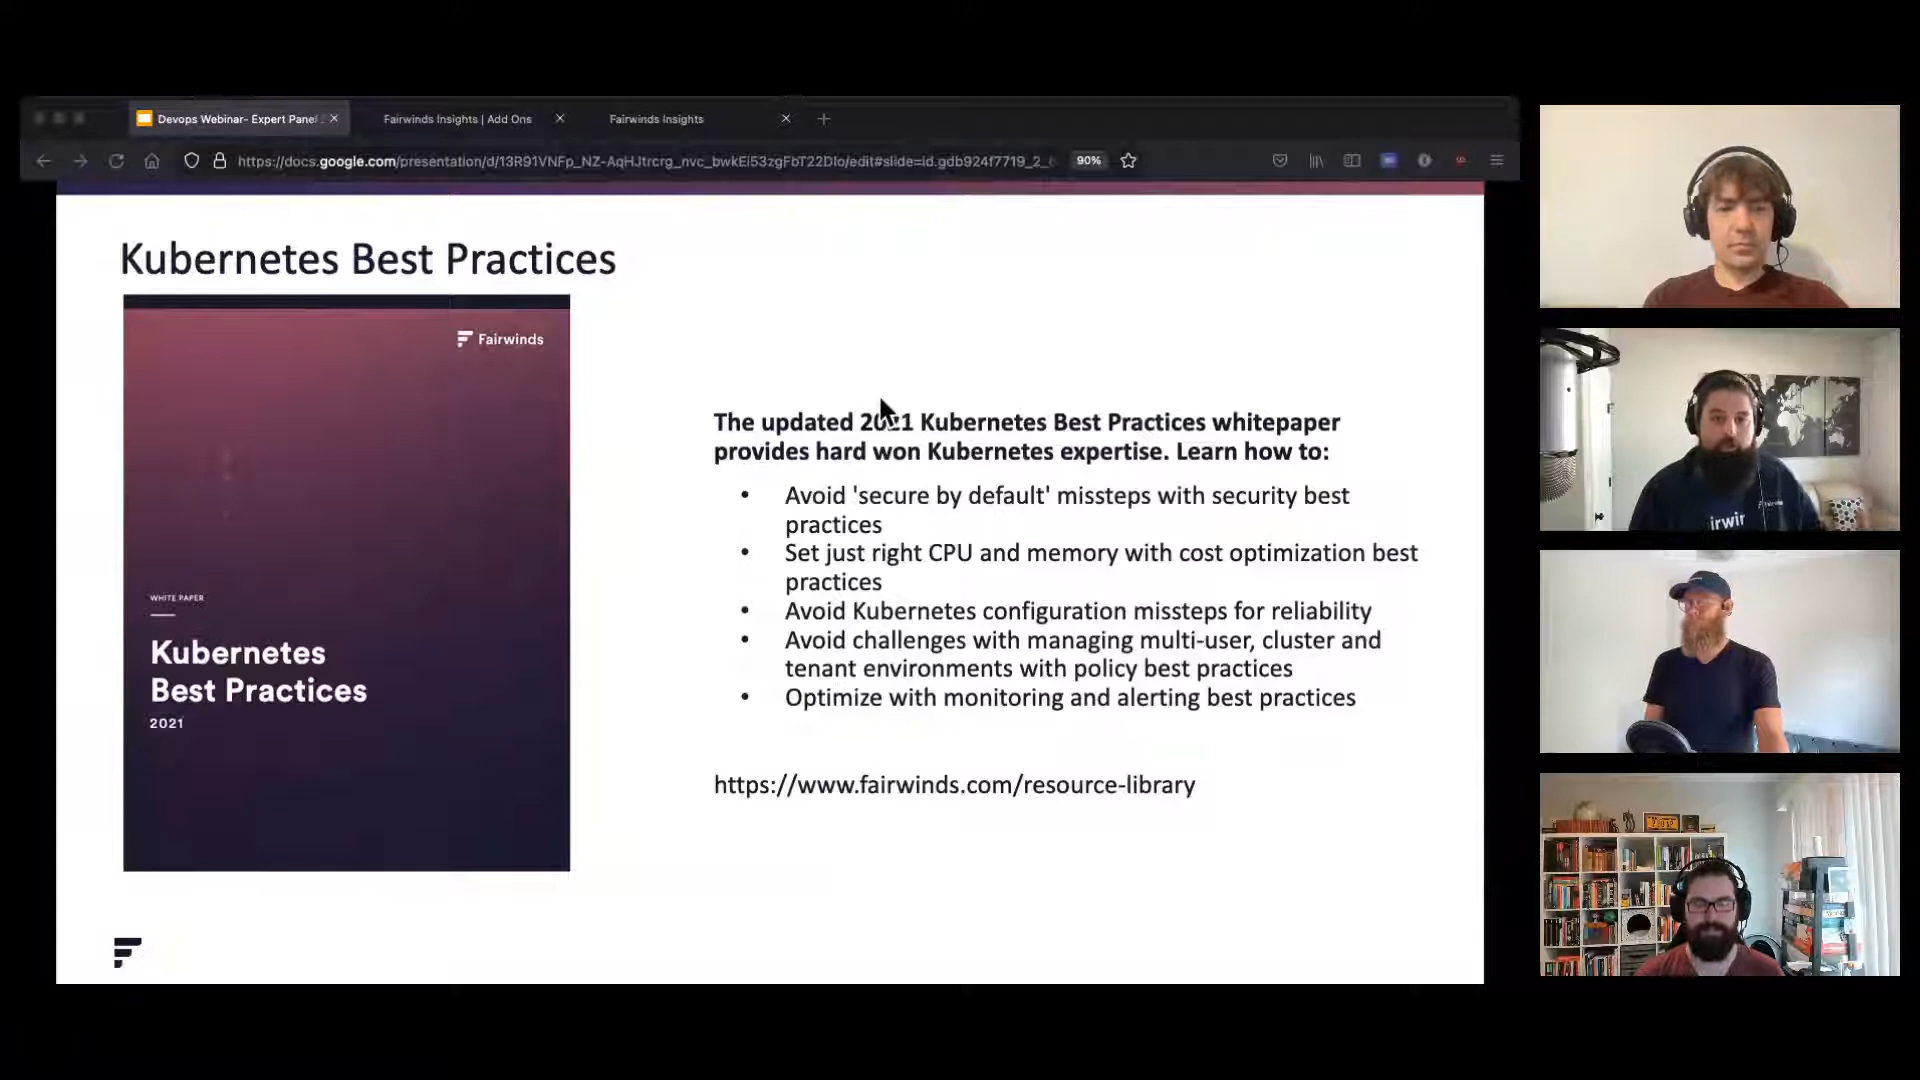 Devops Webinar- Expert Panel
Fairwinds Insights | Add Ons
Fairwinds Insights
https://docs.google.com/presentation/d/13R91VNFp_NZ-AqHJtrcrg_nvc_bwkEi53zgFbT22DIo/edit#slide=id.gdb924f7719_2_
90%
Kubernetes Best Practices
Fairwinds
WHITE PAPER
Kubernetes
Best Practices
2021
The updated 2021 Kubernetes Best Practices whitepaper
provides hard won Kubernetes expertise. Learn how to:
• Avoid 'secure by default' missteps with security best
practices
• Set just right CPU and memory with cost optimization best
practices
• Avoid Kubernetes configuration missteps for reliability
• Avoid challenges with managing multi-user, cluster and
tenant environments with policy best practices
• Optimize with monitoring and alerting best practices
https://www.fairwinds.com/resource-library